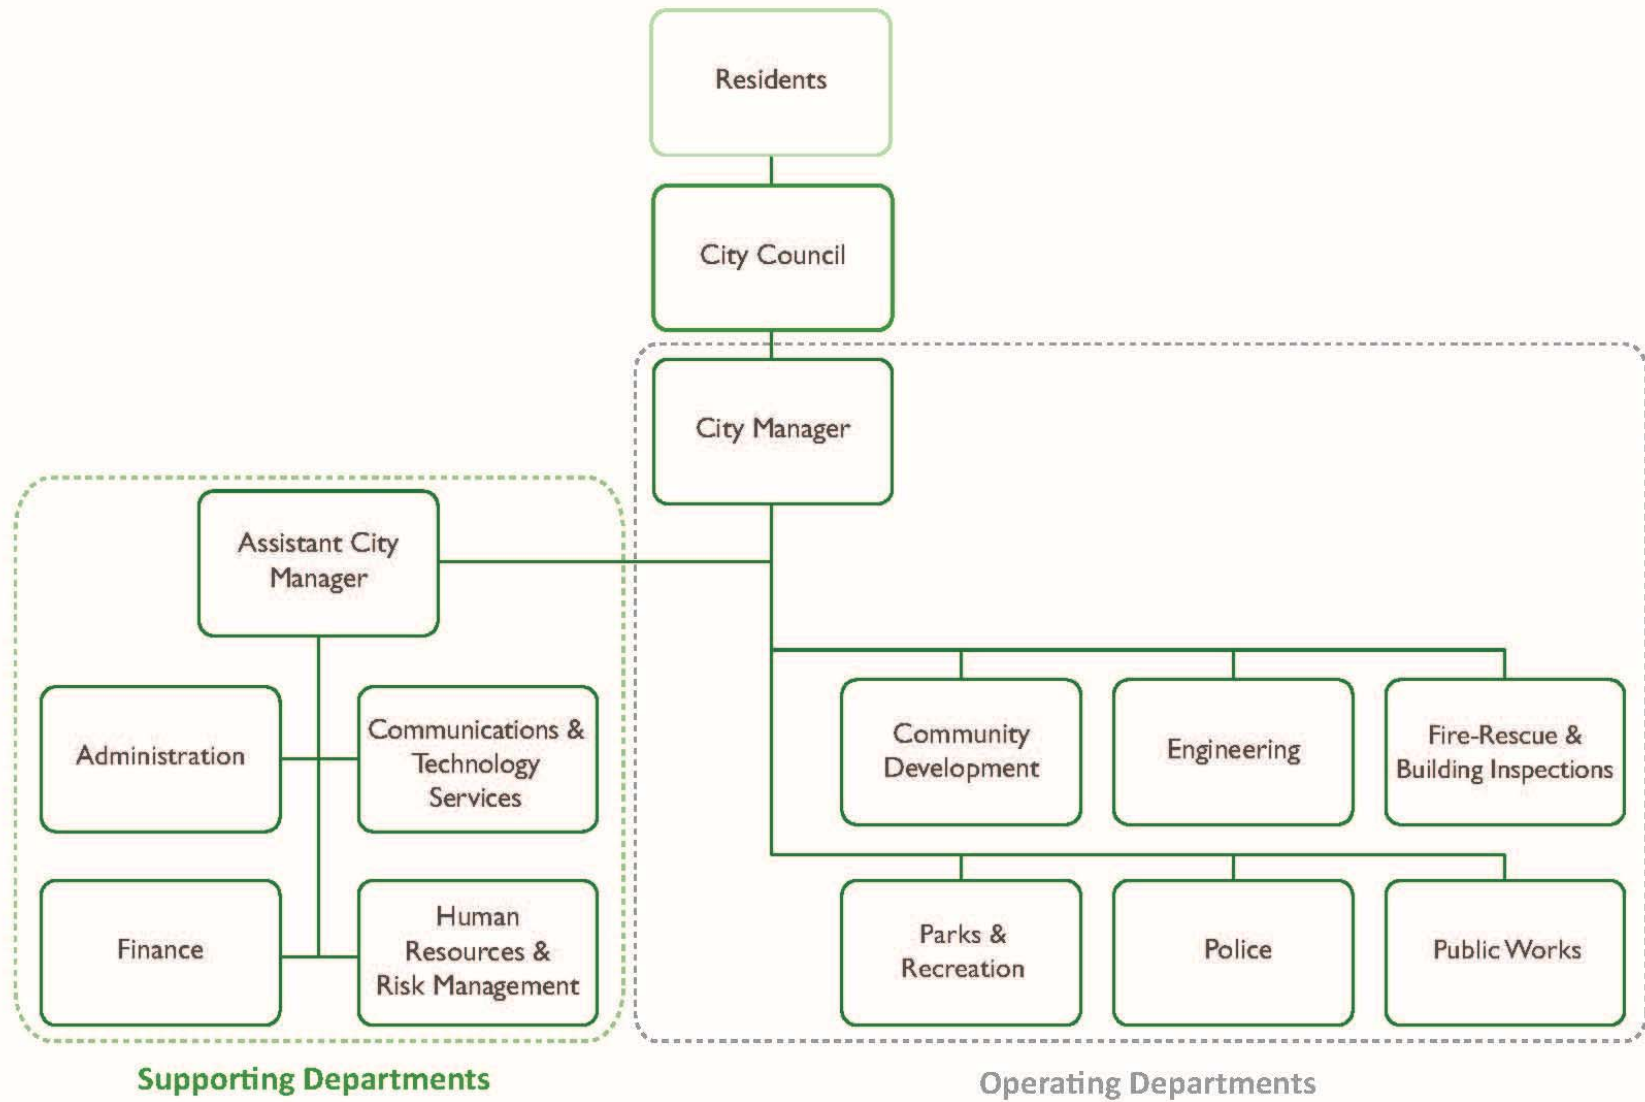 Residents
City Council
City Manager
Assistant City
Manager
Administration
Communications &
Technology
Services
Finance
Human
Resources &
Risk Management
Community
Development
Engineering
Fire-Rescue &
Building Inspections
Parks &
Recreation
Police
Public Works
Supporting Departments
Operating Departments